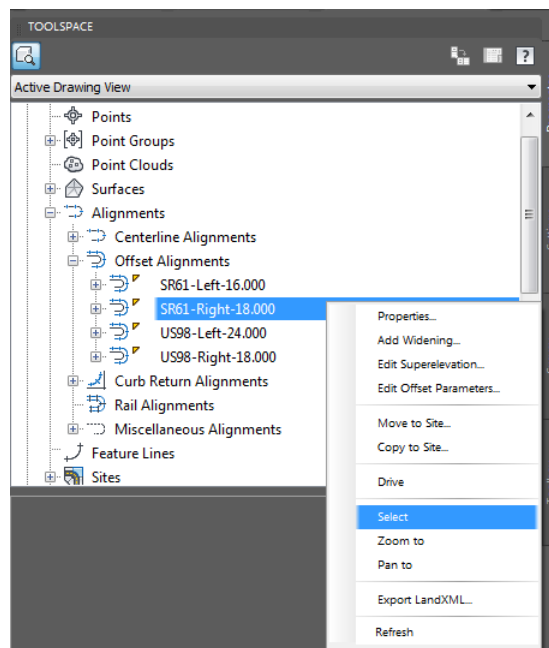 TOOLSPACE
?
Active Drawing View
Points
Point Groups
Point Clouds
Surfaces
Alignments
Centerline Alignments
Offset Alignments
SR61-Left-16.000
SR61-Right-18.000
US98-Left-24.000
US98-Right-18.000
Curb Return Alignments
Rail Alignments
Miscellaneous Alignments
Feature Lines
Sites
Properties...
Add Widening...
Edit Superelevation...
Edit Offset Parameters...
Move to Site...
Copy to Site...
Drive
Select
Zoom to
Pan to
Export LandXML...
Refresh